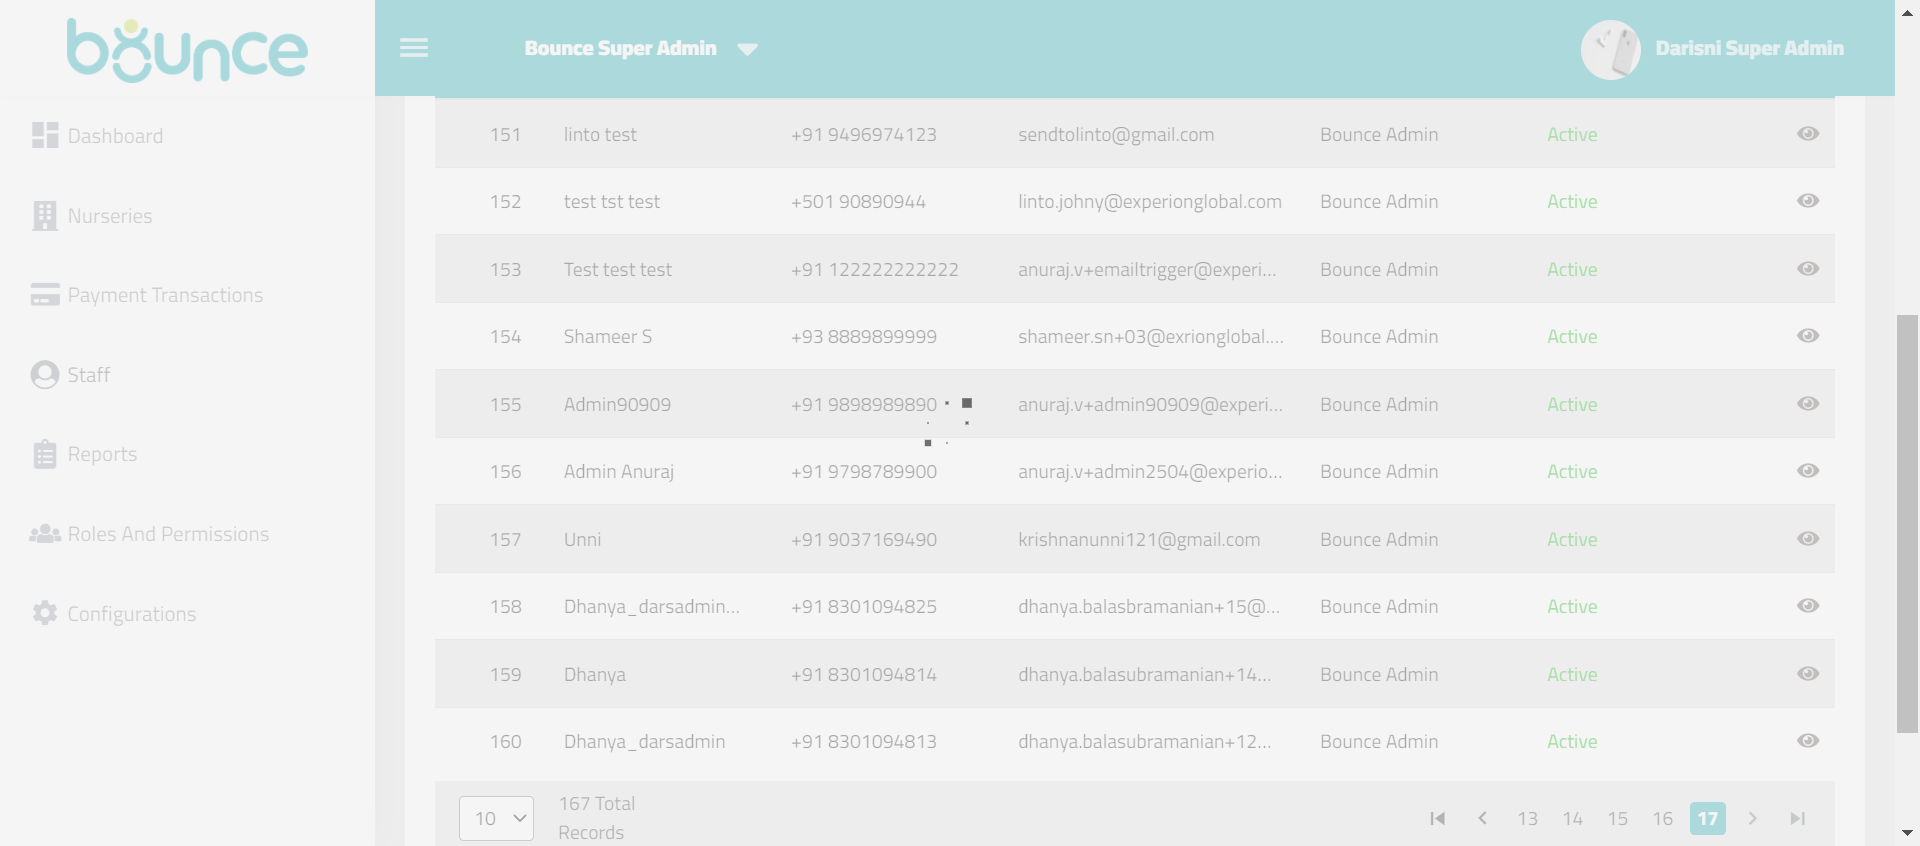 bounce
Bounce Super Admin
Darisni Super Admin
Dashboard
Nurseries
Payment Transactions
Staff
Reports
Roles And Permissions
Configurations
151 linto test +91 9496974123 sendtolinto@gmail.com Bounce Admin Active
152 test tst test +501 90890944 linto.johny@experionglobal.com Bounce Admin Active
153 Test test test +91 122222222222 anuraj.v+emailtrigger@experi... Bounce Admin Active
154 Shameer S +93 8889899999 shameer.sn+03@exrionglobal.... Bounce Admin Active
155 Admin90909 +91 9898989890 anuraj.v+admin90909@experi... Bounce Admin Active
156 Admin Anuraj +91 9798789900 anuraj.v+admin2504@experio... Bounce Admin Active
157 Unni +91 9037169490 krishnanunni121@gmail.com Bounce Admin Active
158 Dhanya_darsadmin... +91 8301094825 dhanya.balasbramanian+15@... Bounce Admin Active
159 Dhanya +91 8301094814 dhanya.balasubramanian+14... Bounce Admin Active
160 Dhanya_darsadmin +91 8301094813 dhanya.balasubramanian+12... Bounce Admin Active
10
167 Total
Records
13 14 15 16 17